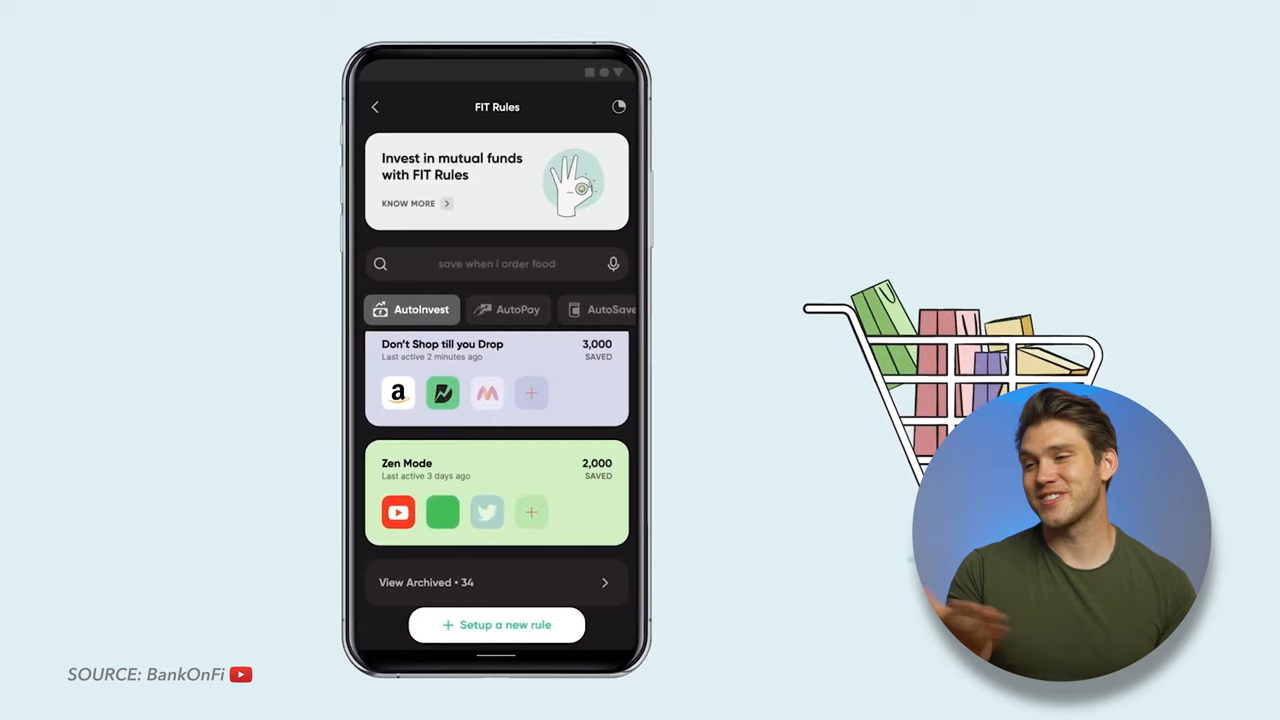 FIT Rules
Invest in mutual funds
with FIT Rules
KNOW MORE
save when i order food
AutoInvest
AutoPay
AutoSave
Don't Shop till you Drop
3,000
Last active 2 minutes ago
SAVED
a
Zen Mode
2,000
Last active 3 days ago
SAVED
View Archived • 34
+ Setup a new rule
SOURCE: BankOnFi